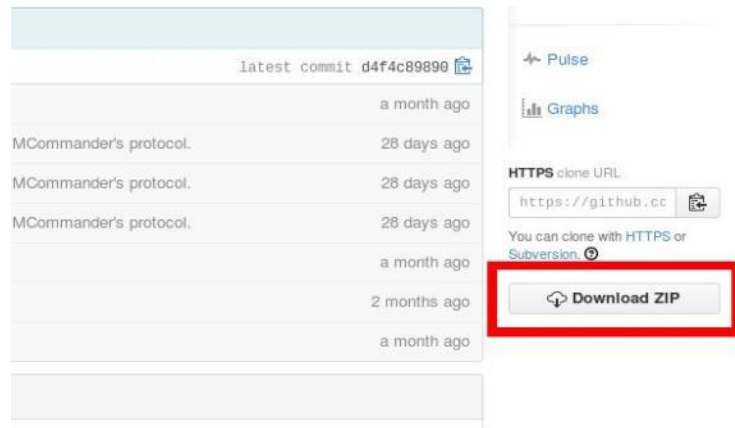 latest commit d4f4c89890
a month ago
MCommander's protocol. 28 days ago
MCommander's protocol. 28 days ago
MCommander's protocol. 28 days ago
a month ago
2 months ago
a month ago
Pulse
Graphs
HTTPS clone URL
https://github.cc
You can clone with HTTPS or
Subversion.
Download ZIP